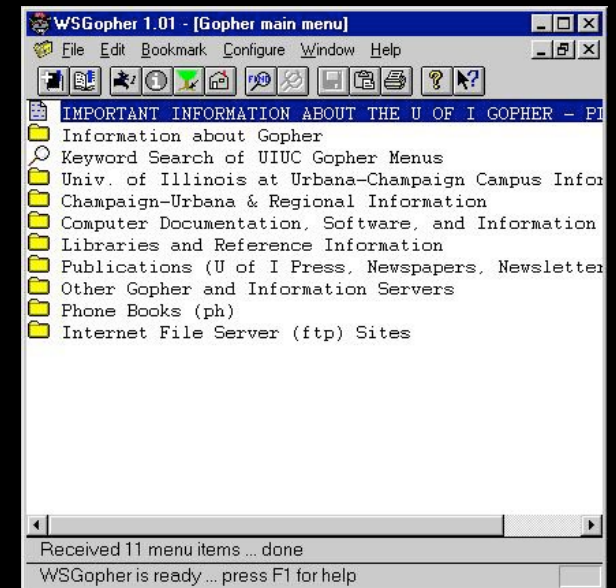 WSGopher 1.01 - [Gopher main menu]
File Edit Bookmark Configure Window Help
FIND
IMPORTANT INFORMATION ABOUT THE U OF I GOPHER - Pl
Information about Gopher
Keyword Search of UIUC Gopher Menus
Univ. of Illinois at Urbana-Champaign Campus Infor
Champaign-Urbana & Regional Information
Computer Documentation, Software, and Information
Libraries and Reference Information
Publications (U of I Press, Newspapers, Newsletter
Other Gopher and Information Servers
Phone Books (ph)
Internet File Server (ftp) Sites
Received 11 menu items ... done
WSGopher is ready ... press F1 for help